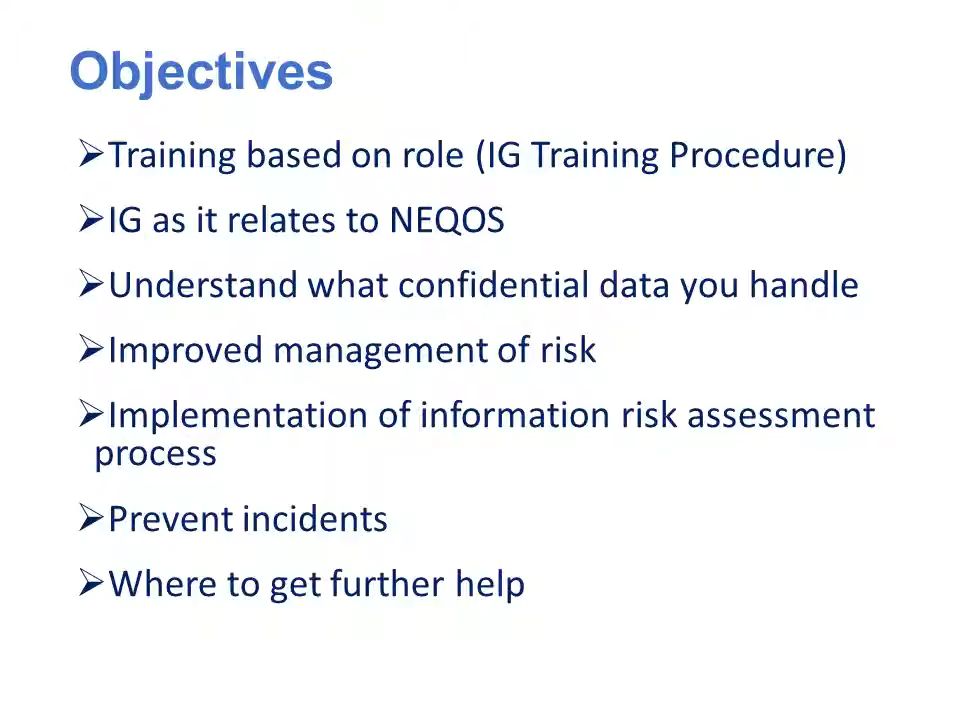 Objectives
➢Training based on role (IG Training Procedure)
➢IG as it relates to NEQOS
➢Understand what confidential data you handle
➢Improved management of risk
➢Implementation of information risk assessment
process
➢Prevent incidents
➢Where to get further help